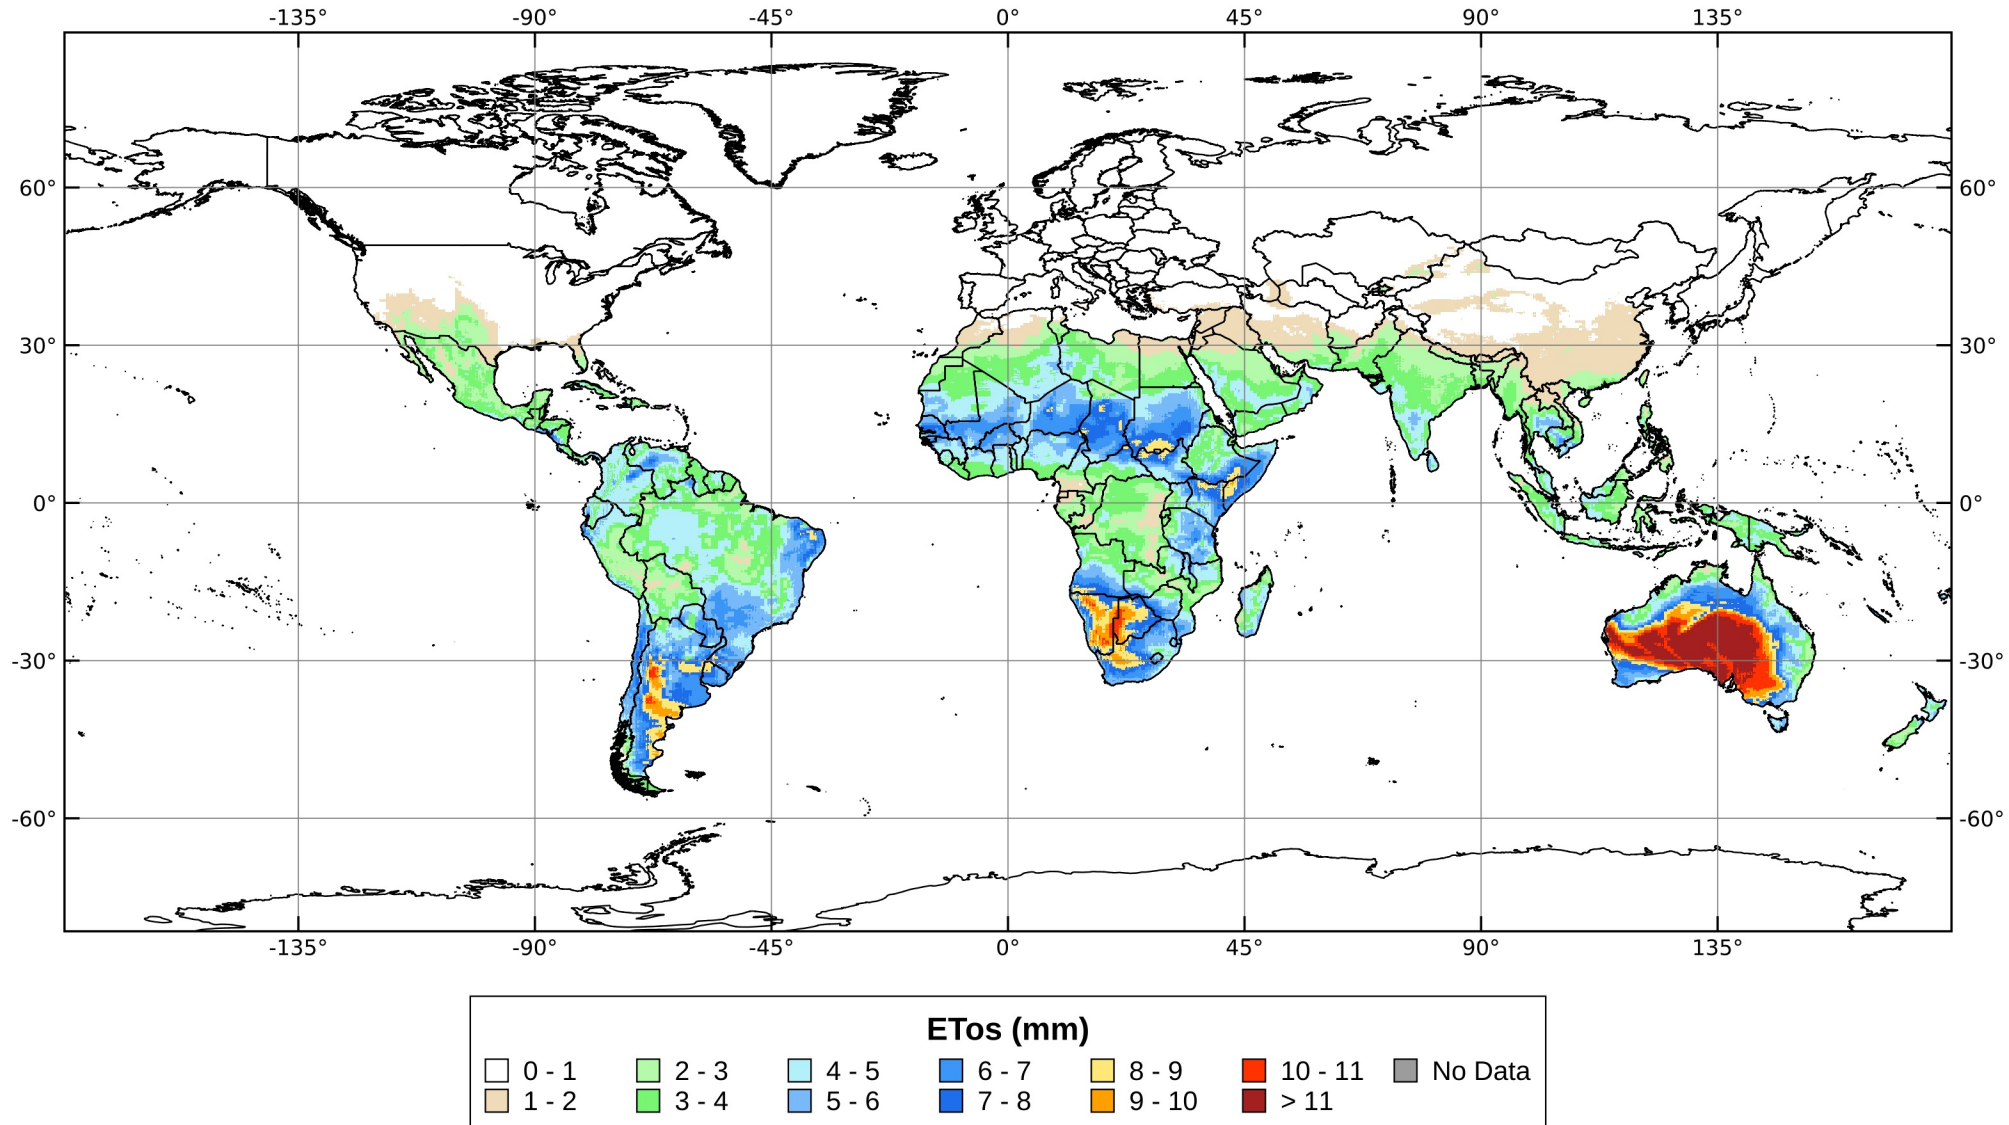 -135° -90° -45° 0° 45° 90° 135°
60° 60°
30° 30°
0° 0°
-30° -30°
-60° -60°
-135° -90° -45° 0° 45° 90° 135°
ETos (mm)
0 - 1 2 - 3 4 - 5 6 - 7 8 - 9 10 - 11 No Data
1 - 2 3 - 4 5 - 6 7 - 8 9 - 10 > 11